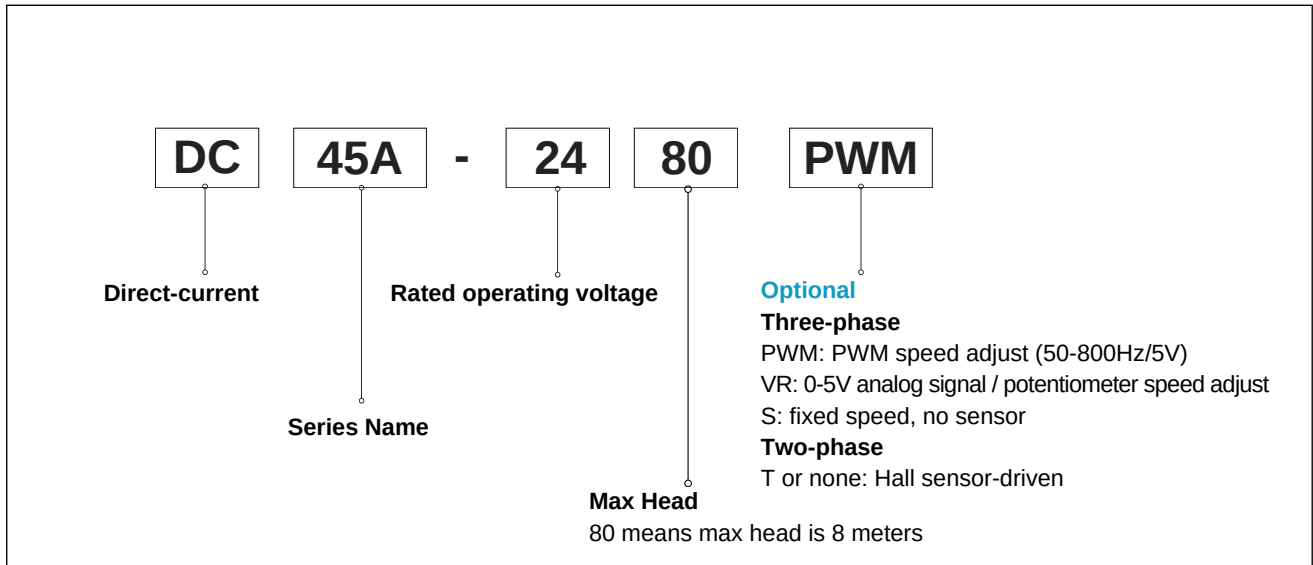 DC 45A - 24 80 PWM
Direct-current
Rated operating voltage
Optional
Three-phase
PWM: PWM speed adjust (50-800Hz/5V)
VR: 0-5V analog signal / potentiometer speed adjust
S: fixed speed, no sensor
Series Name
Two-phase
T or none: Hall sensor-driven
Max Head
80 means max head is 8 meters